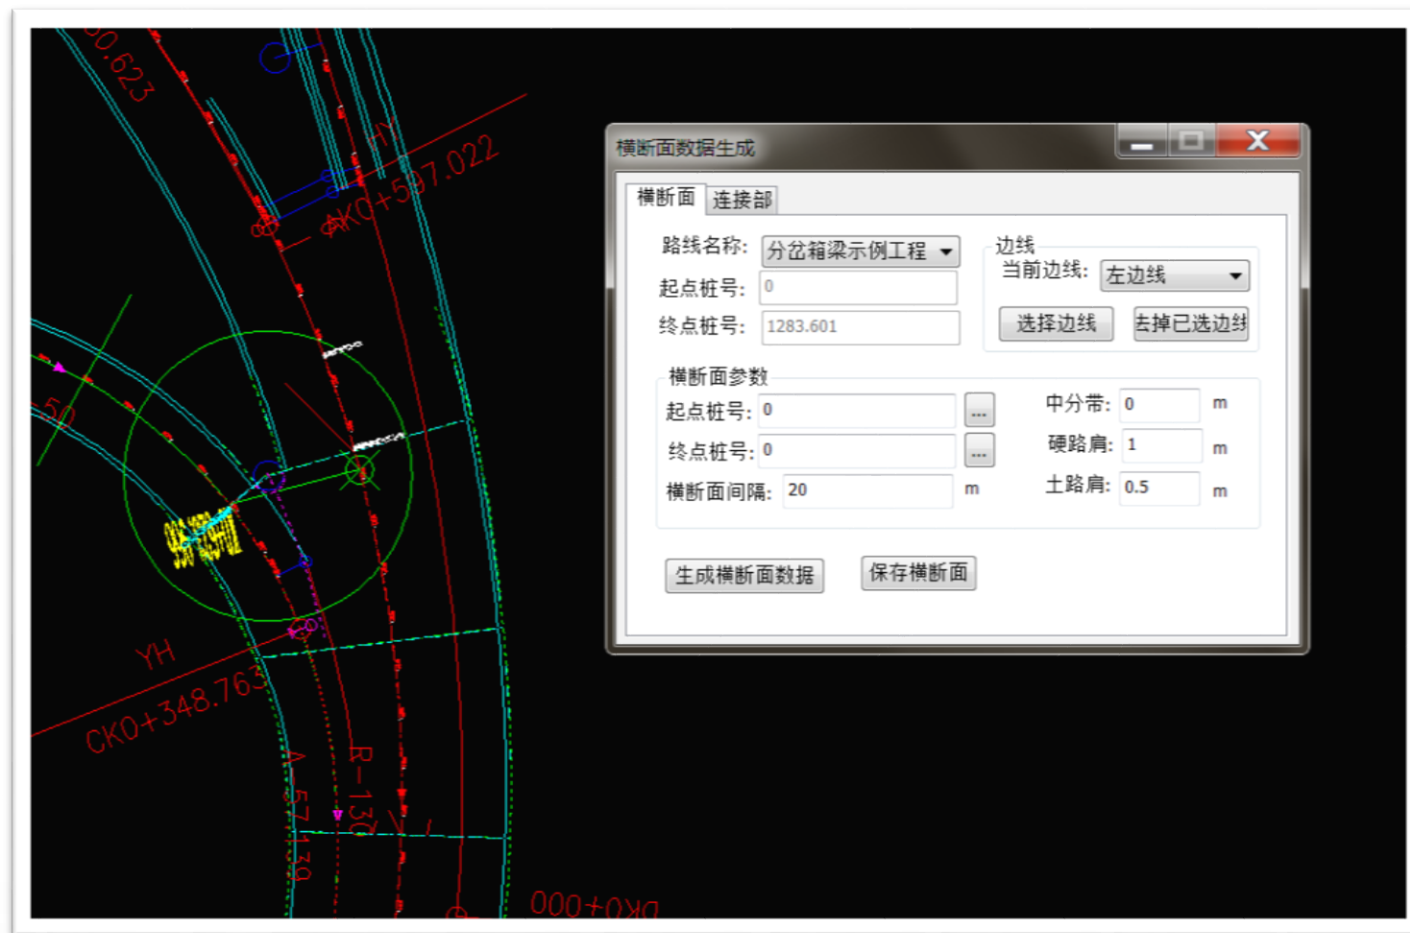 60.623
HY
AK0+597.022
-50
YH
CK0+348.763
A-57.139
R-130
DK0+000
横断面数据生成
横断面 连接部
路线名称: 分岔箱梁示例工程
起点桩号: 0
终点桩号: 1283.601
边线
当前边线: 左边线
选择边线 去掉已选边线
横断面参数
起点桩号: 0 ...
终点桩号: 0 ...
横断面间隔: 20 m
中分带: 0 m
硬路肩: 1 m
土路肩: 0.5 m
生成横断面数据 保存横断面